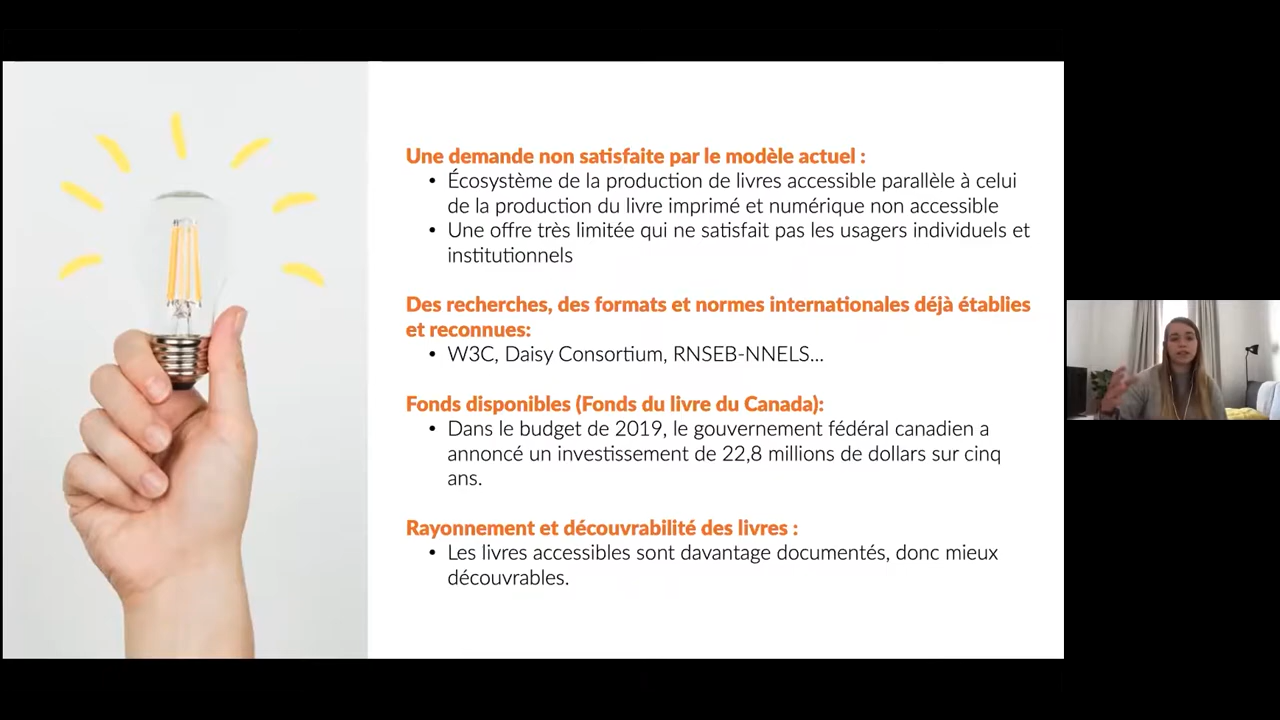 Une demande non satisfaite par le modèle actuel :
• Écosystème de la production de livres accessible parallèle à celui
de la production du livre imprimé et numérique non accessible
• Une offre très limitée qui ne satisfait pas les usagers individuels et
institutionnels
Des recherches, des formats et normes internationales déjà établies
et reconnues:
• W3C, Daisy Consortium, RNSEB-NNELS...
Fonds disponibles (Fonds du livre du Canada):
• Dans le budget de 2019, le gouvernement fédéral canadien a
annoncé un investissement de 22,8 millions de dollars sur cinq
ans.
Rayonnement et découvrabilité des livres :
• Les livres accessibles sont davantage documentés, donc mieux
découvrables.